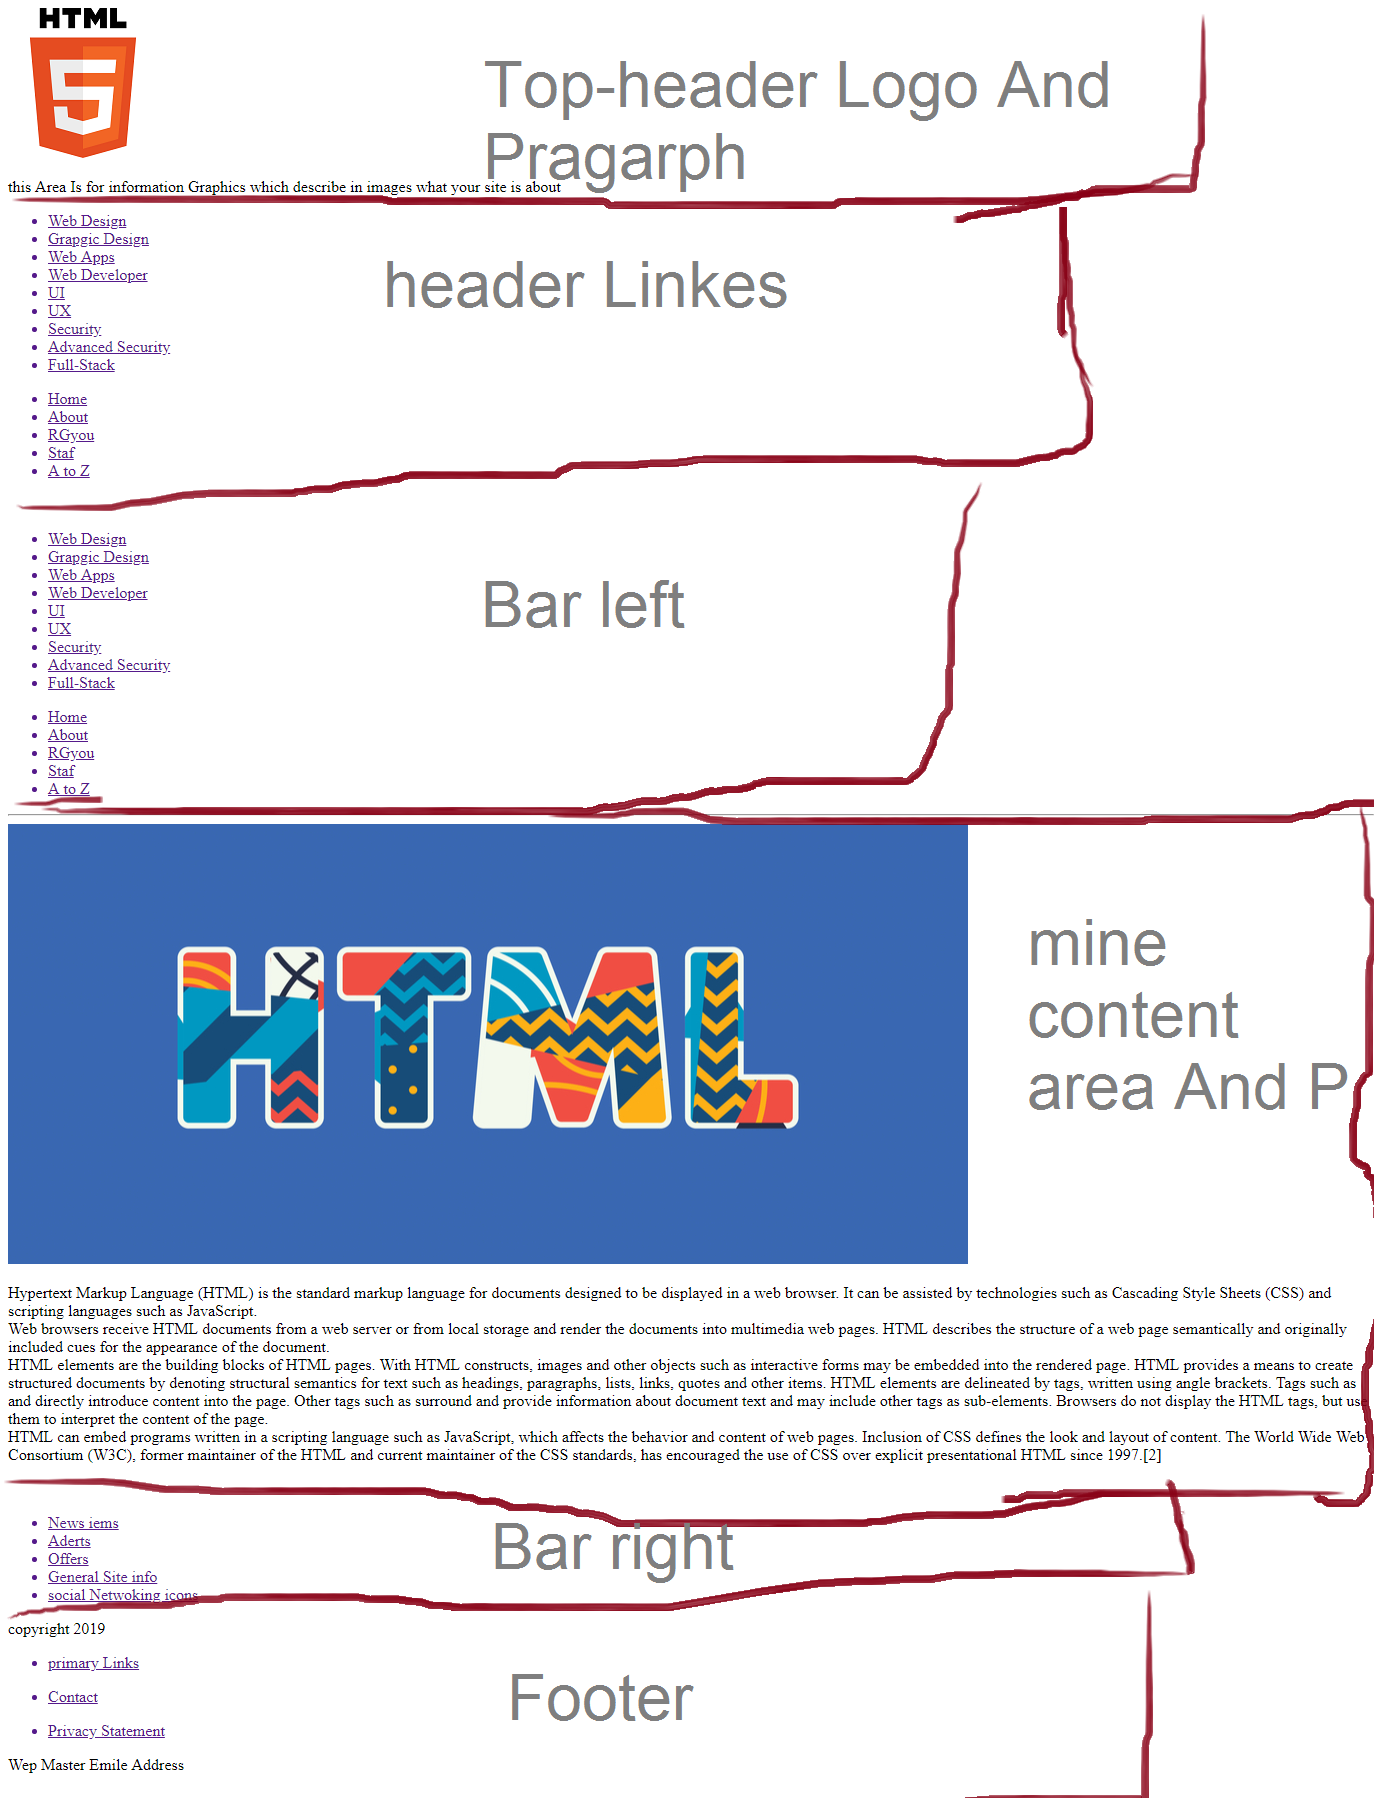 HTML
5
Top-header Logo And
Pragarph
this Area Is for information Graphics which describe in images what your site is about
Web Design
Grapgic Design
Web Apps
Web Developer
UI
UX
Security
Advanced Security
Full-Stack
header Linkes
Home
About
RGyou
Staf
A to Z
Web Design
Grapgic Design
Web Apps
Web Developer
UI
UX
Security
Advanced Security
Full-Stack
Bar left
Home
About
RGyou
Staf
A to Z
HTML
mine
content
area And P
Hypertext Markup Language (HTML) is the standard markup language for documents designed to be displayed in a web browser. It can be assisted by technologies such as Cascading Style Sheets (CSS) and
scripting languages such as JavaScript.
Web browsers receive HTML documents from a web server or from local storage and render the documents into multimedia web pages. HTML describes the structure of a web page semantically and originally
included cues for the appearance of the document.
HTML elements are the building blocks of HTML pages. With HTML constructs, images and other objects such as interactive forms may be embedded into the rendered page. HTML provides a means to create
structured documents by denoting structural semantics for text such as headings, paragraphs, lists, links, quotes and other items. HTML elements are delineated by tags, written using angle brackets. Tags such as
and directly introduce content into the page. Other tags such as surround and provide information about document text and may include other tags as sub-elements. Browsers do not display the HTML tags, but use
them to interpret the content of the page.
HTML can embed programs written in a scripting language such as JavaScript, which affects the behavior and content of web pages. Inclusion of CSS defines the look and layout of content. The World Wide Web
Consortium (W3C), former maintainer of the HTML and current maintainer of the CSS standards, has encouraged the use of CSS over explicit presentational HTML since 1997.[2]
News iems
Aderts
Offers
General Site info
social Netwoking icons
Bar right
copyright 2019
primary Links
Contact
Privacy Statement
Footer
Wep Master Emile Address